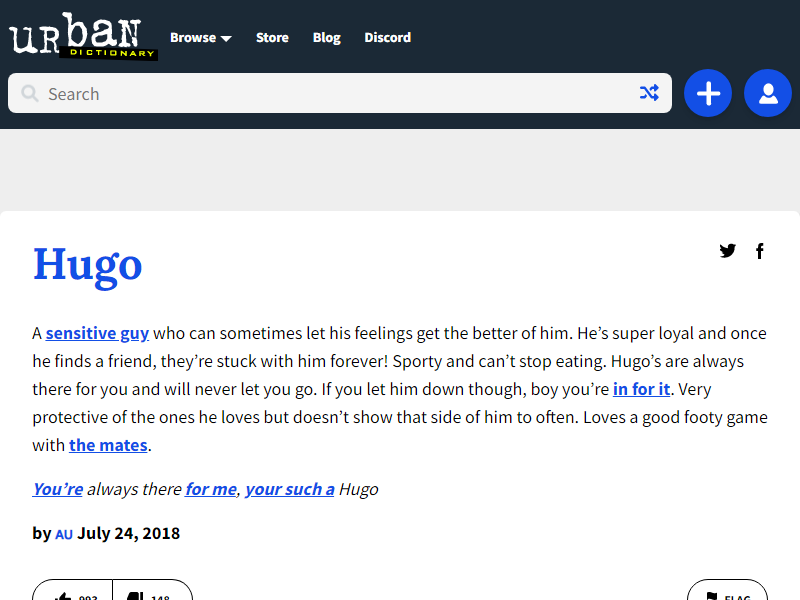 urban
DICTIONARY
Browse Store Blog Discord
Search
Hugo
A sensitive guy who can sometimes let his feelings get the better of him. He’s super loyal and once
he finds a friend, they’re stuck with him forever! Sporty and can’t stop eating. Hugo’s are always
there for you and will never let you go. If you let him down though, boy you’re in for it. Very
protective of the ones he loves but doesn’t show that side of him to often. Loves a good footy game
with the mates.
You’re always there for me, your such a Hugo
by AU July 24, 2018
993 148 FLAG